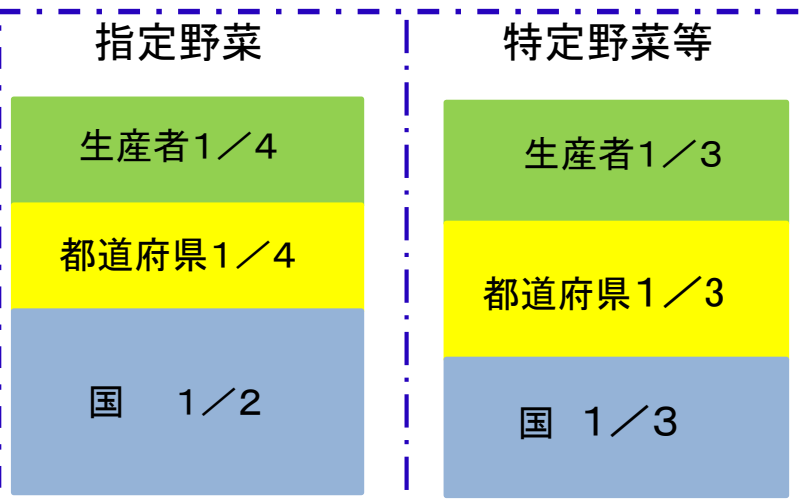 指定野菜
生産者1／4
都道府県1／4
国　1／2
特定野菜等
生産者1／3
都道府県1／3
国 1／3